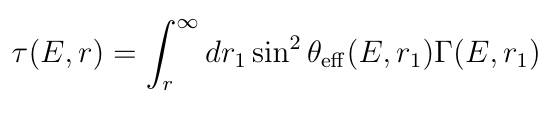 τ(E, r) = ∫_r^∞ dr₁ sin² θ_eff(E, r₁)Γ(E, r₁)